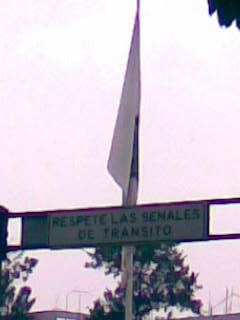 RESPETE LAS SEÑALES
DE TRANSITO